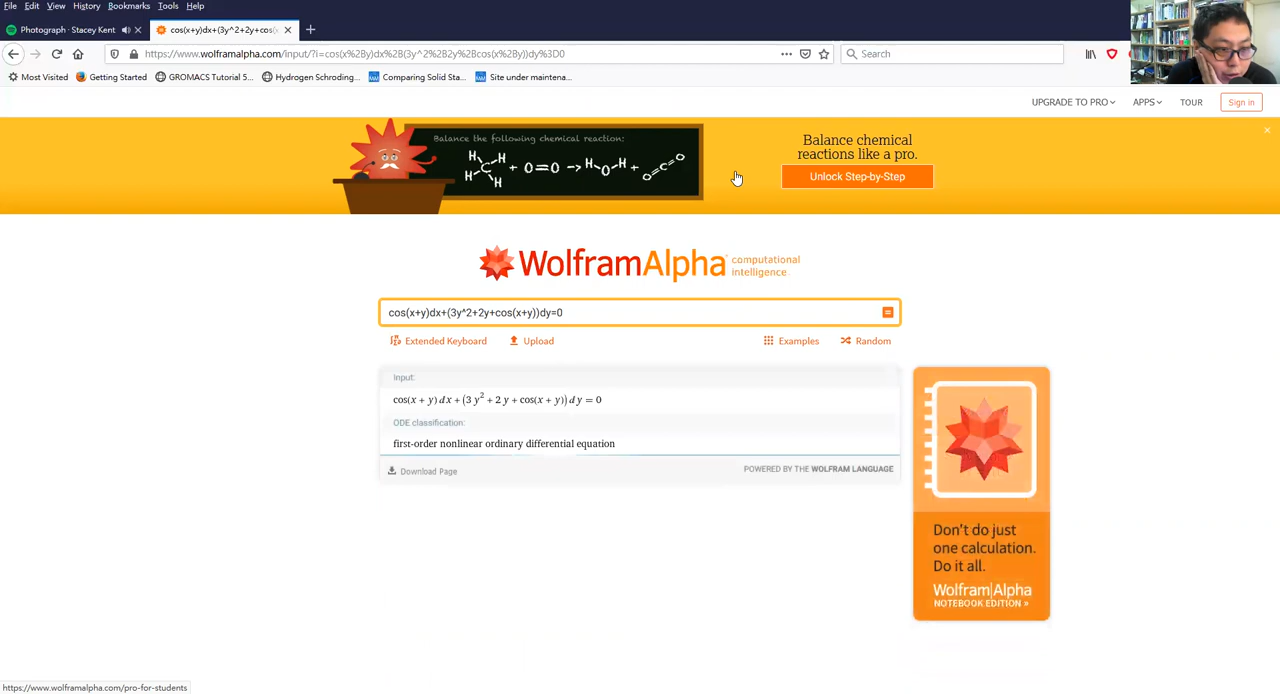 File Edit View History Bookmarks Tools Help
Photograph - Stacey Kent
cos(x+y)dx+(3y^2+2y+cos(
https://www.wolframalpha.com/input/?i=cos(x%2By)dx%2B(3y^2%2B2y%2Bcos(x%2By))dy%3D0
Search
Most Visited Getting Started GROMACS Tutorial 5... Hydrogen Schroding... Comparing Solid Sta... Site under maintena...
UPGRADE TO PRO APPS TOUR Sign in
Balance the following chemical reaction:
H H C H H + O=O → H O H + O=C=O
Balance chemical
reactions like a pro.
Unlock Step-by-Step
WolframAlpha computational
intelligence.
cos(x+y)dx+(3y^2+2y+cos(x+y))dy=0
Extended Keyboard Upload Examples Random
Input:
cos(x + y) dx + (3 y² + 2 y + cos(x + y)) dy = 0
ODE classification:
first-order nonlinear ordinary differential equation
Download Page POWERED BY THE WOLFRAM LANGUAGE
Don't do just
one calculation.
Do it all.
Wolfram|Alpha
NOTEBOOK EDITION »
https://www.wolframalpha.com/pro-for-students